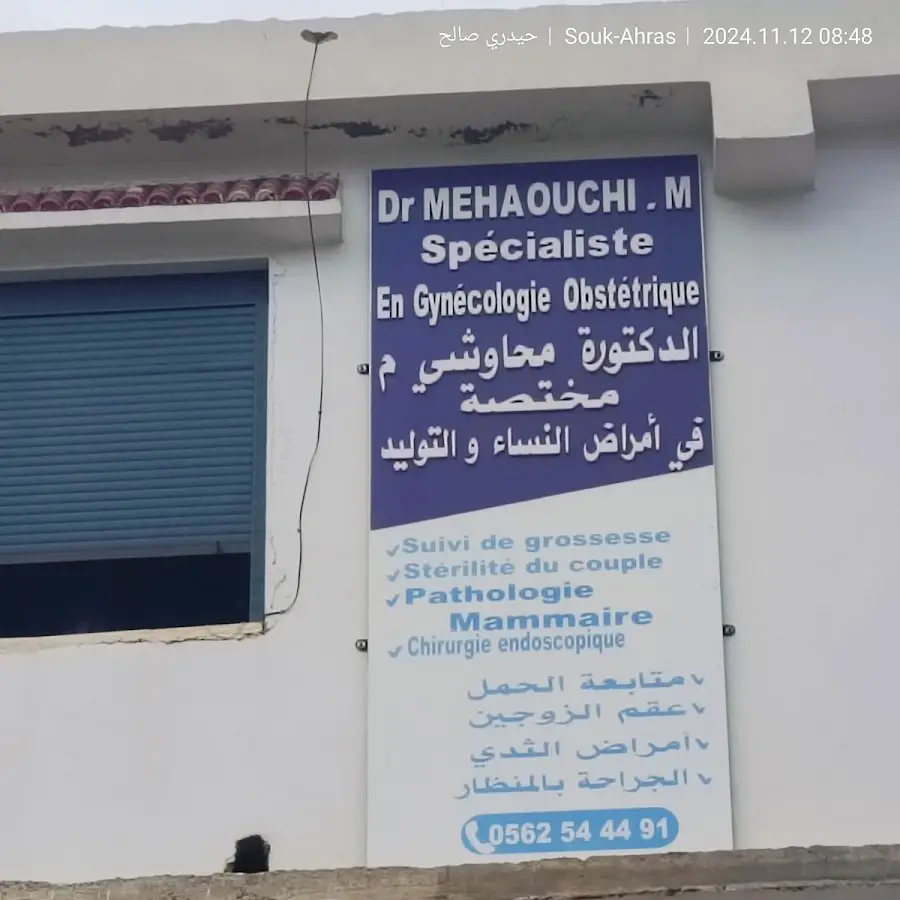 حيدري صالح | Souk-Ahras | 2024.11.12 08:48
Dr MEHAOUCHI . M
Spécialiste
En Gynécologie Obstétrique
الدكتورة محاوشي م
مختصة
في أمراض النساء و التوليد
Suivi de grossesse
Stérilité du couple
Pathologie
Mammaire
Chirurgie endoscopique
متابعة الحمل
عقم الزوجين
أمراض الثدي
الجراحة بالمنظار
0562 54 44 91